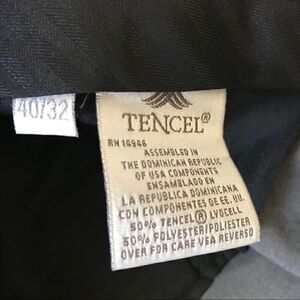 40/32
TENCEL®
RN 14946
ASSEMBLED IN
THE DOMINICAN REPUBLIC
OF USA COMPONENTS
ENSAMBLADO EN
LA REPUBLICA DOMINICANA
CON COMPONENTES DE EE.UU.
50% TENCEL® LYOCELL
50% POLYESTER/POLIESTER
OVER FOR CARE VEA REVERSO